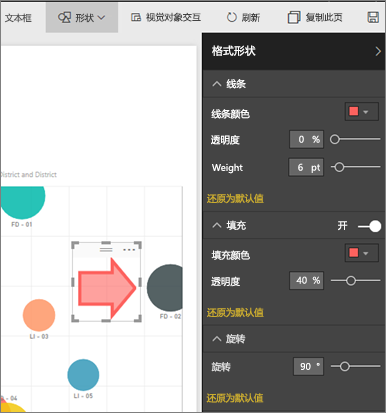 文本框 形状 视觉对象交互 刷新 复制此页
格式形状
线条
线条颜色
透明度 0 %
Weight 6 pt
还原为默认值
填充 开
填充颜色
透明度 40 %
还原为默认值
旋转
旋转 90 °
还原为默认值
District and District
FD - 01
FD - 02
LI - 03
- 04
LI - 05